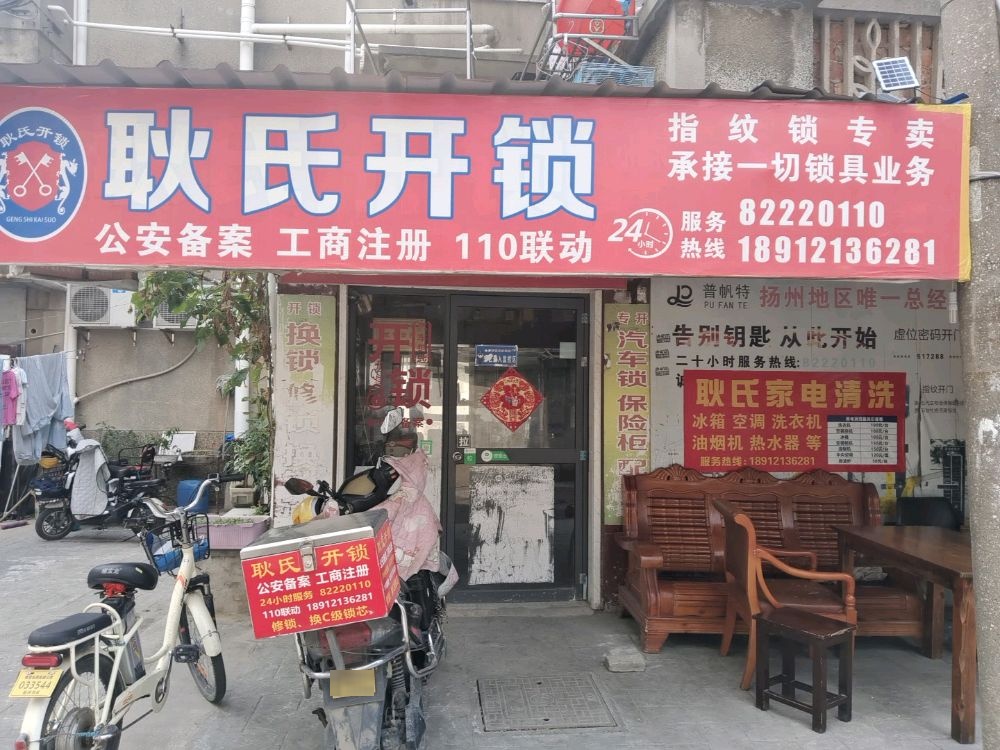 耿氏开锁
GENG SHI KAI SUO
耿氏开锁
公安备案 工商注册 110联动
指纹锁专卖
承接一切锁具业务
24小时
服务热线
82220110
18912136281
开锁
换锁修
开锁
专开
汽车锁保险柜
拉
普帆特
PU FAN TE
扬州地区唯一总经
告别钥匙 从此开始
虚位密码开门
二十小时服务热线:82220110
指纹开门
耿氏家电清洗
冰箱 空调 洗衣机
油烟机 热水器 等
服务热线:18912136281
耿氏开锁
公安备案 工商注册
24小时服务 82220110
110联动 18912136281
修锁、换C级锁芯
033544